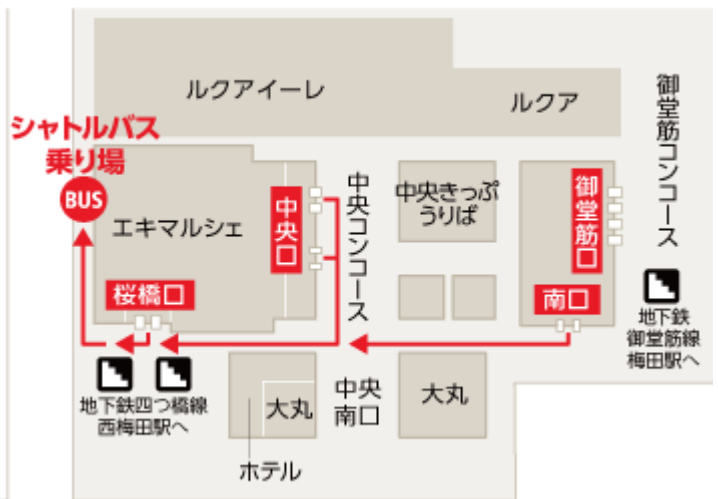 ルクアイーレ
ルクア
シャトルバス
乗り場
BUS
エキマルシェ
中央口
桜橋口
中央コンコース
中央きっぷ
うりば
御堂筋口
南口
御堂筋コンコース
地下鉄
御堂筋線
梅田駅へ
地下鉄四つ橋線
西梅田駅へ
大丸
ホテル
中央
南口
大丸